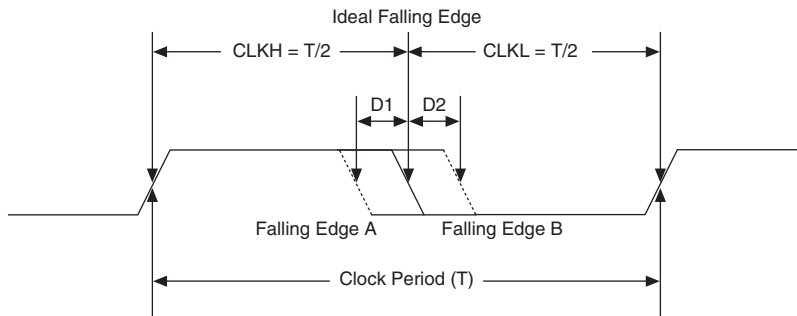 Ideal Falling Edge
CLKH = T/2
CLKL = T/2
D1
D2
Falling Edge A
Falling Edge B
Clock Period (T)